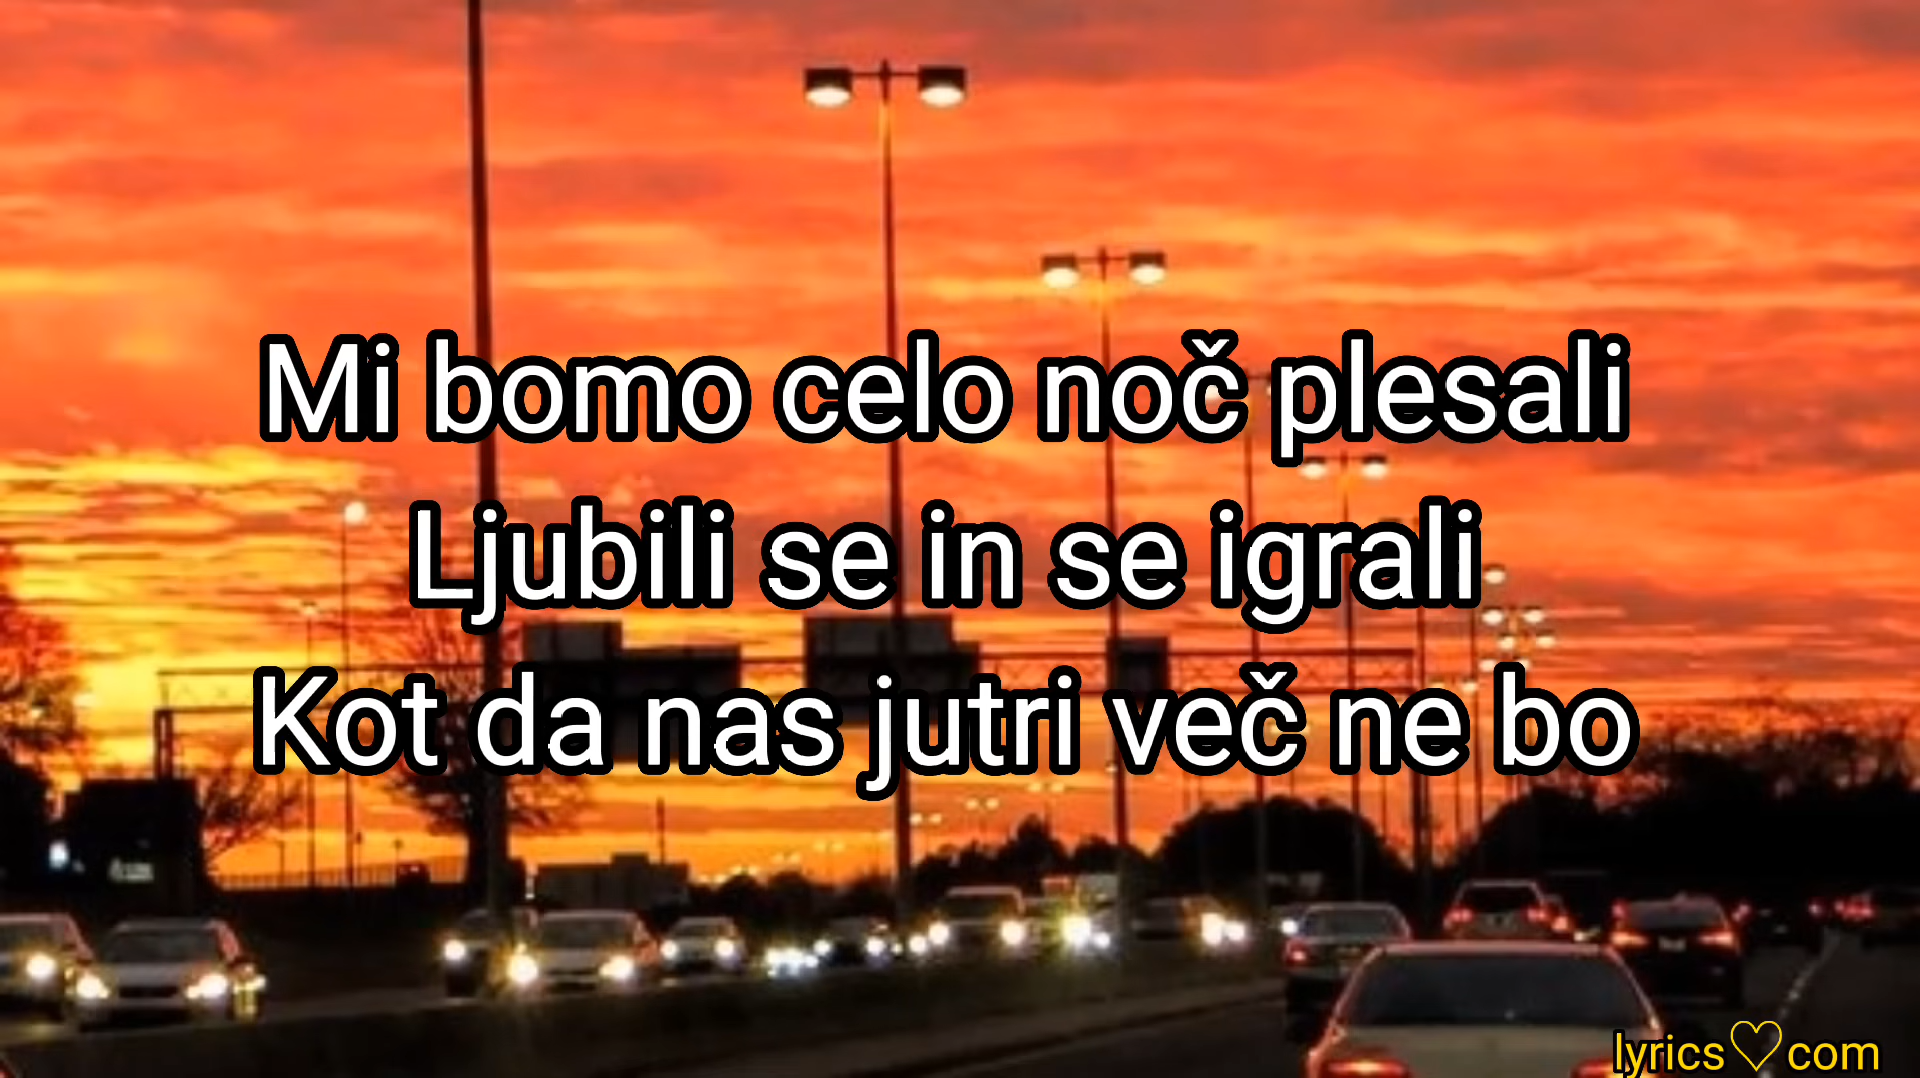 Mi bomo celo noč plesali
Ljubili se in se igrali
Kot da nas jutri več ne bo
lyrics♡com